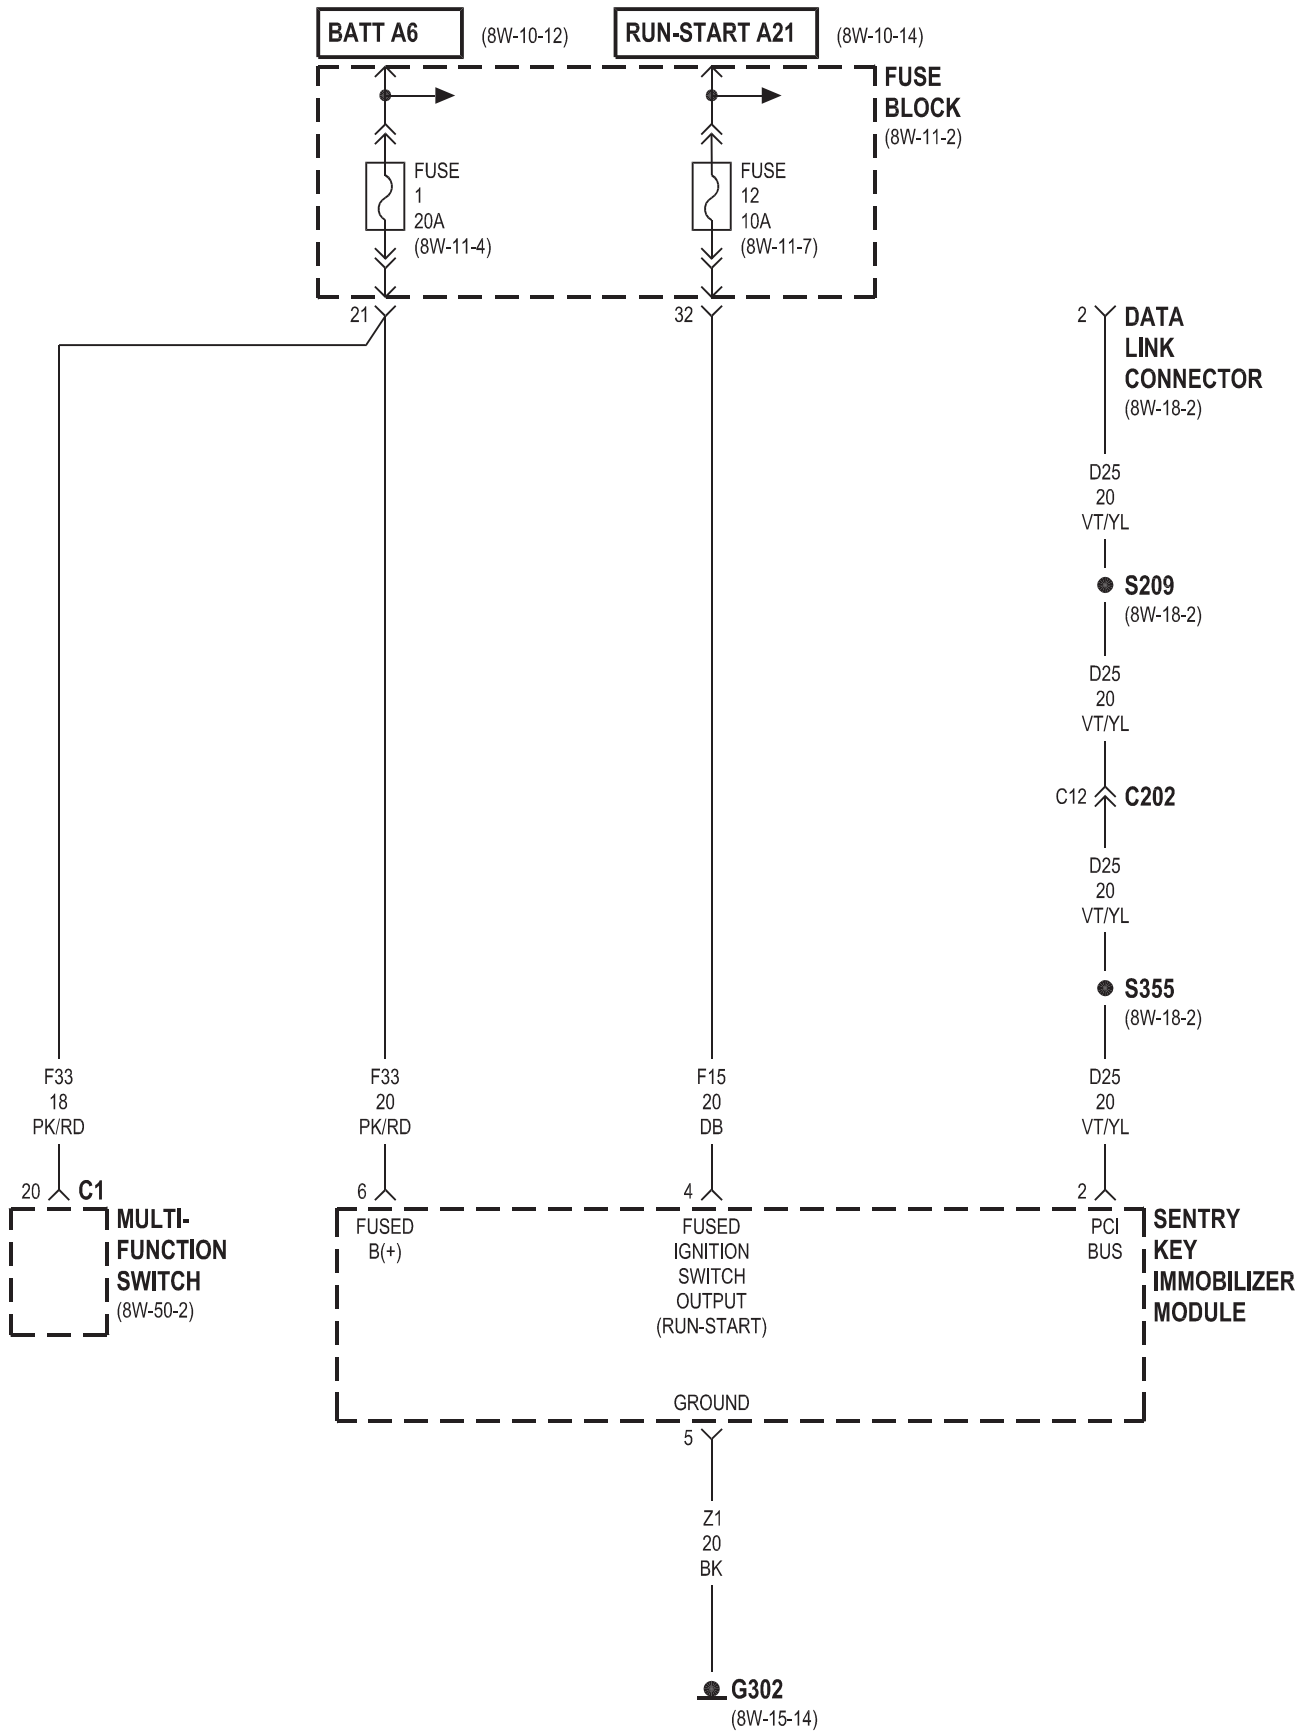 BATT A6
(8W-10-12)
RUN-START A21
(8W-10-14)
FUSE
BLOCK
(8W-11-2)
FUSE
1
20A
(8W-11-4)
FUSE
12
10A
(8W-11-7)
21
32
2
DATA
LINK
CONNECTOR
(8W-18-2)
D25
20
VT/YL
S209
(8W-18-2)
D25
20
VT/YL
C12
C202
D25
20
VT/YL
S355
(8W-18-2)
F33
18
PK/RD
F33
20
PK/RD
F15
20
DB
D25
20
VT/YL
20
C1
6
4
2
MULTI-
FUNCTION
SWITCH
(8W-50-2)
FUSED
B(+)
FUSED
IGNITION
SWITCH
OUTPUT
(RUN-START)
PCI
BUS
SENTRY
KEY
IMMOBILIZER
MODULE
GROUND
5
Z1
20
BK
G302
(8W-15-14)